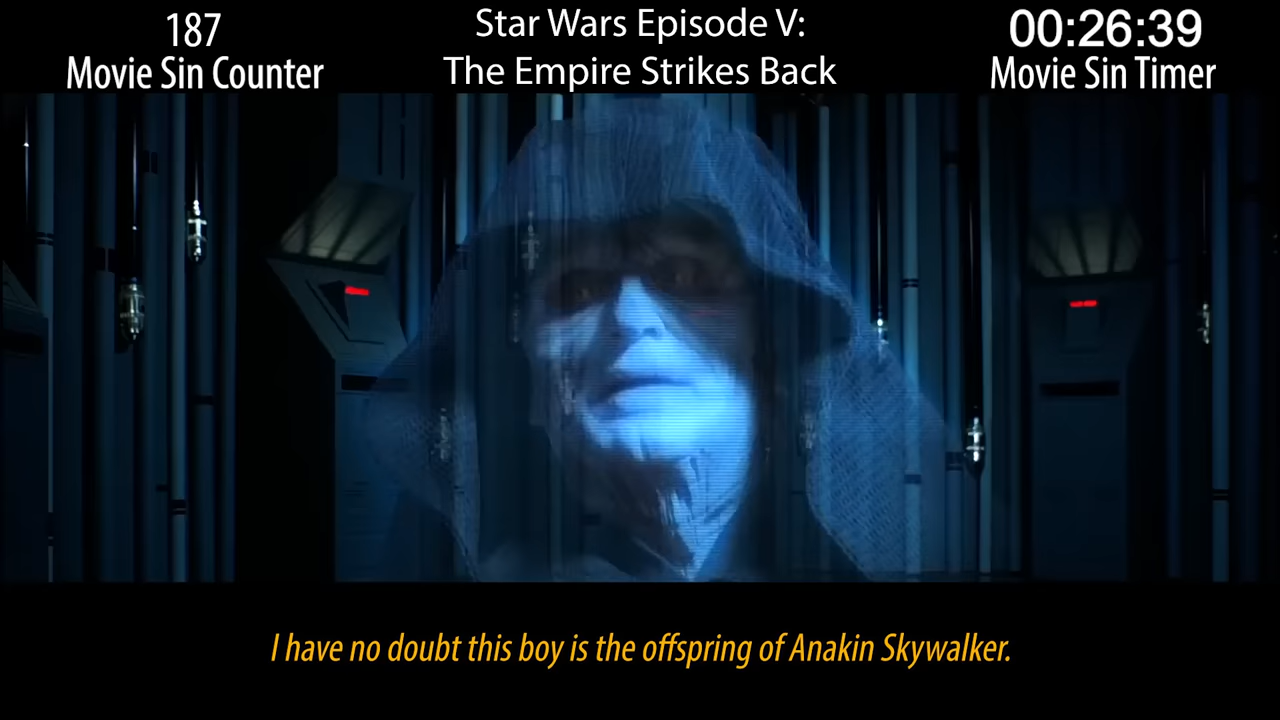 187
Movie Sin Counter
Star Wars Episode V:
The Empire Strikes Back
00:26:39
Movie Sin Timer
I have no doubt this boy is the offspring of Anakin Skywalker.